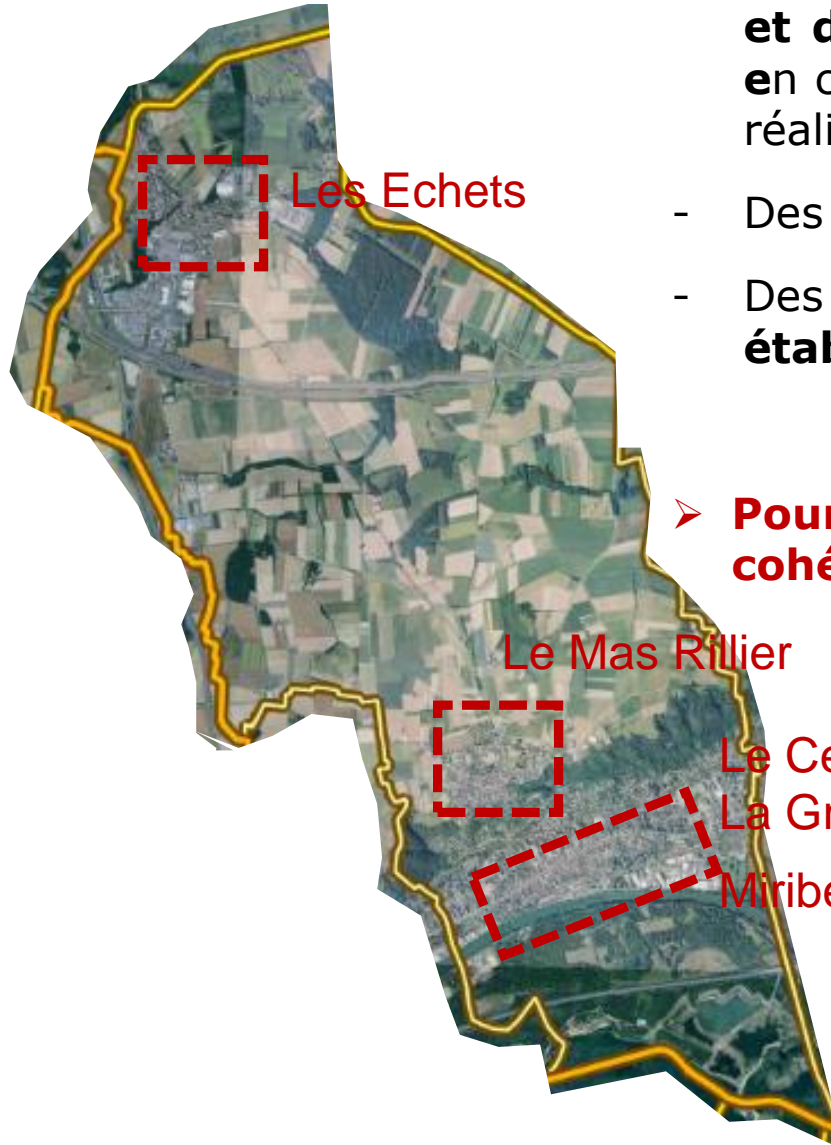 et d
en c
réali
Les Echets
- Des
- Des
étab
➢ Pour
cohé
Le Mas Rillier
Le Ce
La Gr
Miribe